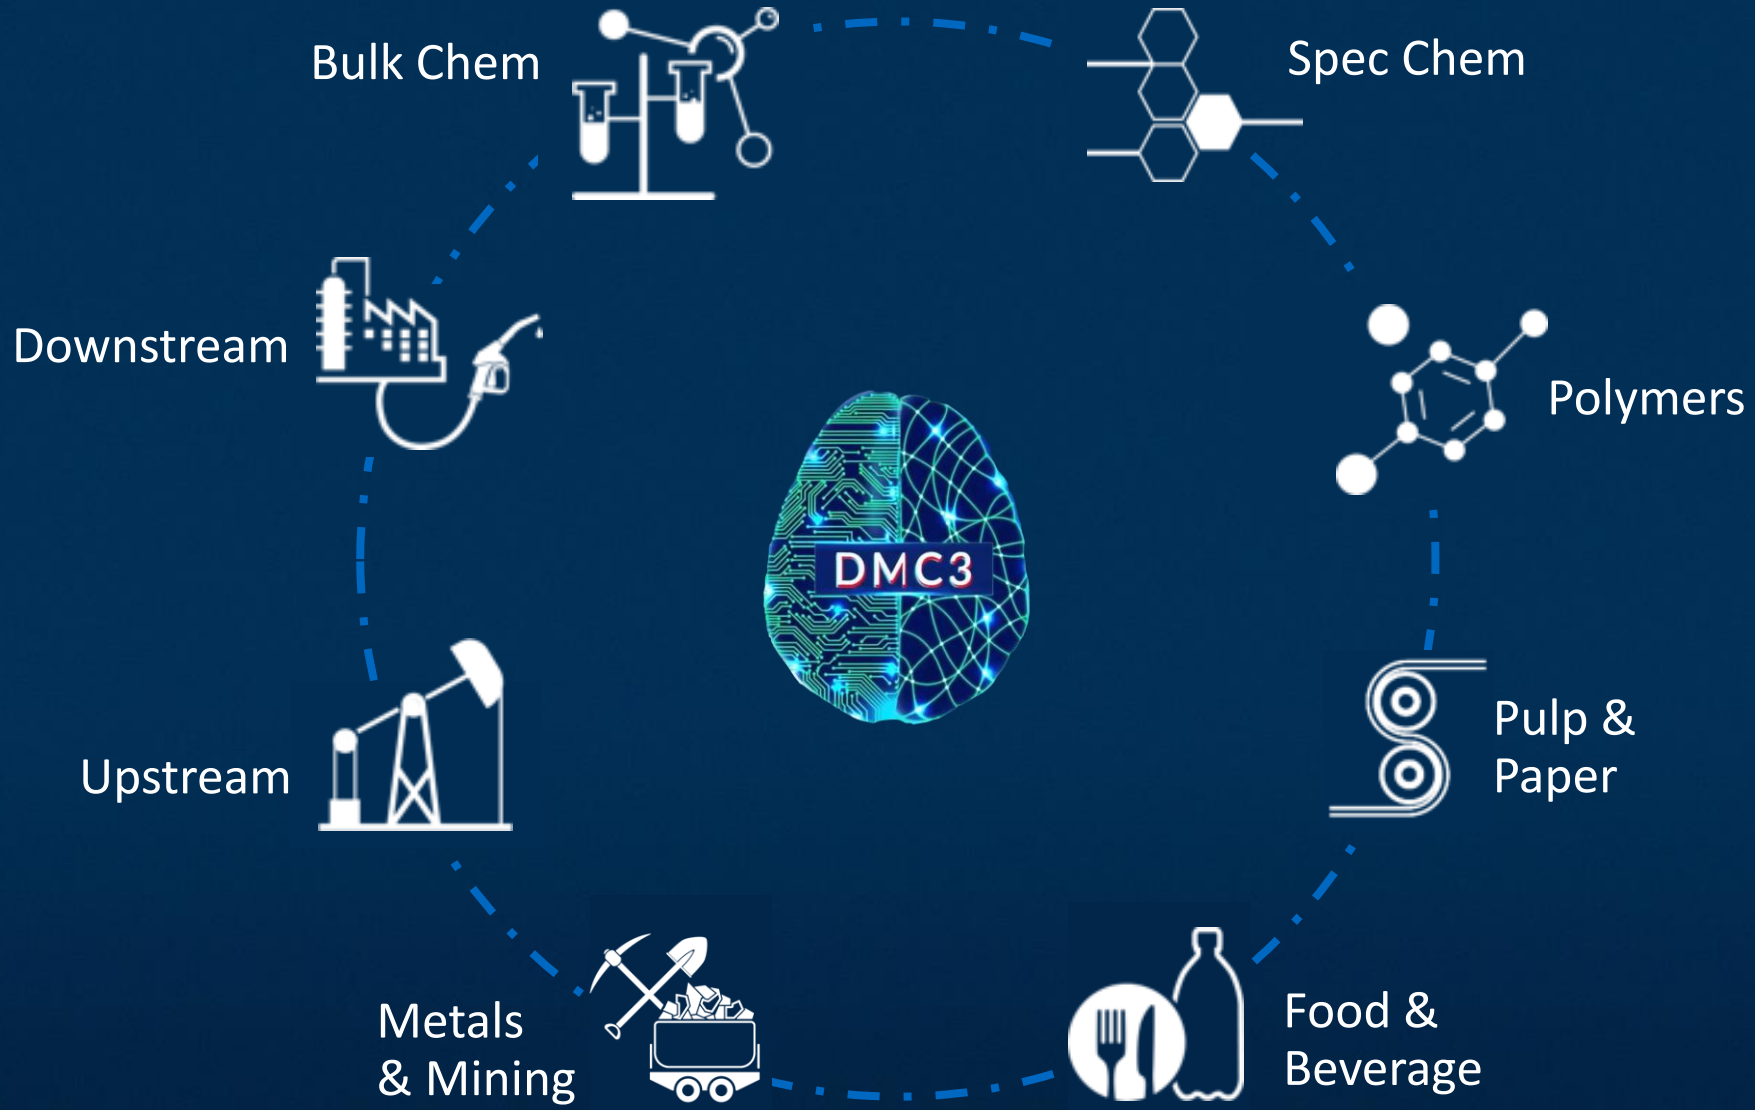 Bulk Chem
Spec Chem
Downstream
Polymers
DMC3
Upstream
Pulp &
Paper
Metals
& Mining
Food &
Beverage